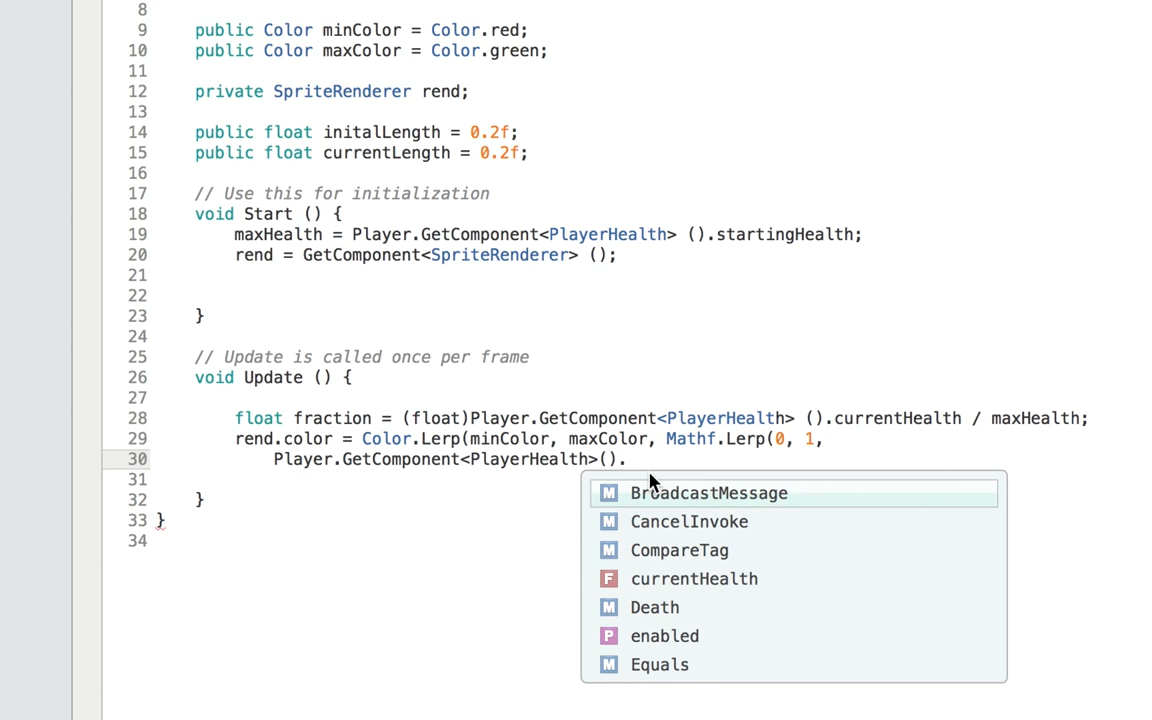 8
9 public Color minColor = Color.red;
10 public Color maxColor = Color.green;
11
12 private SpriteRenderer rend;
13
14 public float initalLength = 0.2f;
15 public float currentLength = 0.2f;
16
17 // Use this for initialization
18 void Start () {
19 maxHealth = Player.GetComponent<PlayerHealth> ().startingHealth;
20 rend = GetComponent<SpriteRenderer> ();
21
22
23 }
24
25 // Update is called once per frame
26 void Update () {
27
28 float fraction = (float)Player.GetComponent<PlayerHealth> ().currentHealth / maxHealth;
29 rend.color = Color.Lerp(minColor, maxColor, Mathf.Lerp(0, 1,
30 Player.GetComponent<PlayerHealth>().
31
M BroadcastMessage
32 }
M CancelInvoke
33 }
34
M CompareTag
F currentHealth
M Death
P enabled
M Equals